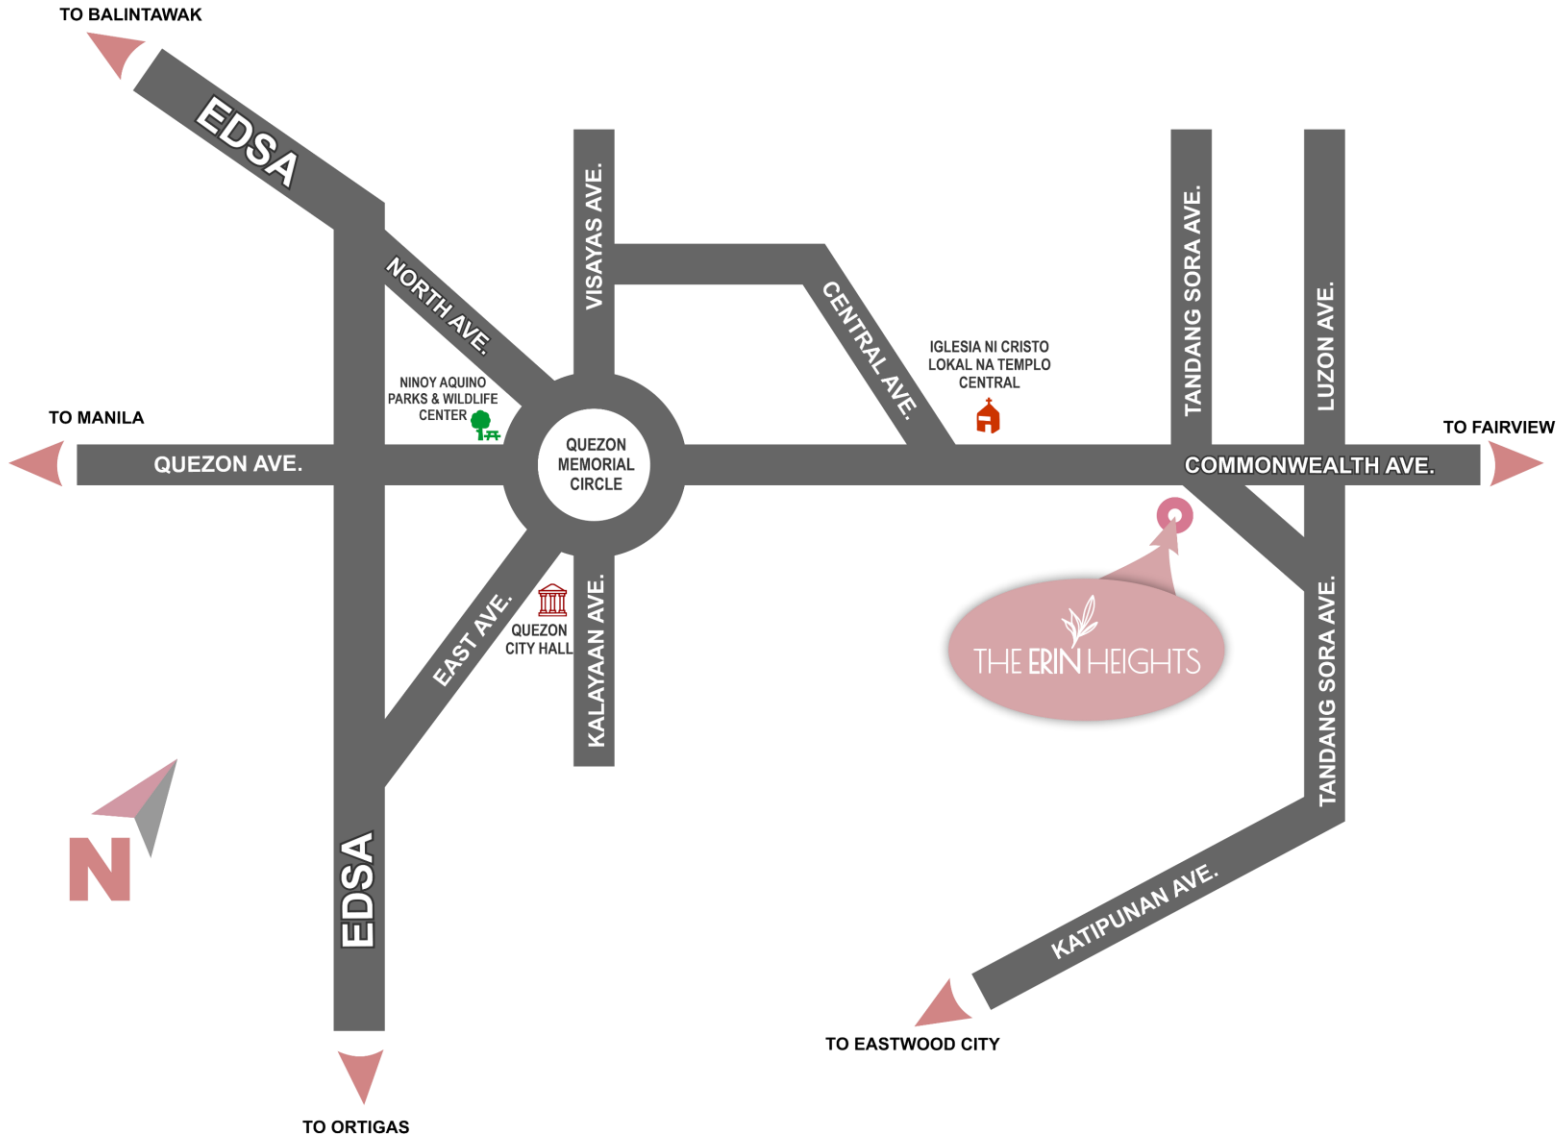 TO BALINTAWAK
EDSA
NORTH AVE.
VISAYAS AVE.
CENTRAL AVE.
TANDANG SORA AVE.
LUZON AVE.
IGLESIA NI CRISTO
LOKAL NA TEMPLO
CENTRAL
NINOY AQUINO
PARKS & WILDLIFE
CENTER
TO MANILA
QUEZON AVE.
QUEZON
MEMORIAL
CIRCLE
COMMONWEALTH AVE.
TO FAIRVIEW
EAST AVE.
QUEZON
CITY HALL
KALAYAAN AVE.
THE ERIN HEIGHTS
TANDANG SORA AVE.
N
EDSA
KATIPUNAN AVE.
TO EASTWOOD CITY
TO ORTIGAS